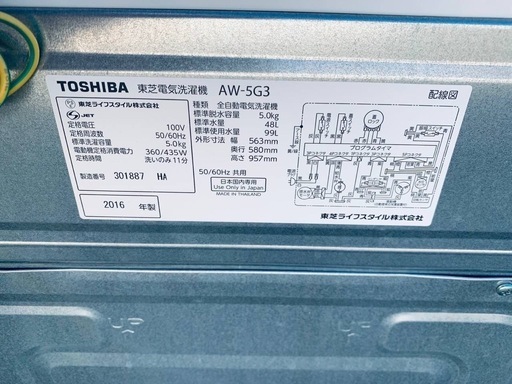 TOSHIBA 東芝電気洗濯機 AW-5G3
東芝ライフスタイル株式会社
JET
定格電圧 100V
定格周波数 50/60Hz
標準洗濯容量 5.0kg
電動機定格消費電力 360/435W
定格時間 洗いのみ11分
製造番号 301887 HA
2016 年製
種類 全自動電気洗濯機
標準脱水容量 5.0kg
標準水量 48L
標準使用水量 99L
外形寸法 幅 563mm
奥行 580mm
高さ 957mm
50/60Hz 共用
日本国内専用
Use Only in Japan
MADE IN THAILAND
配線図
プログラムタイマ
東芝ライフスタイル株式会社
UP
UP